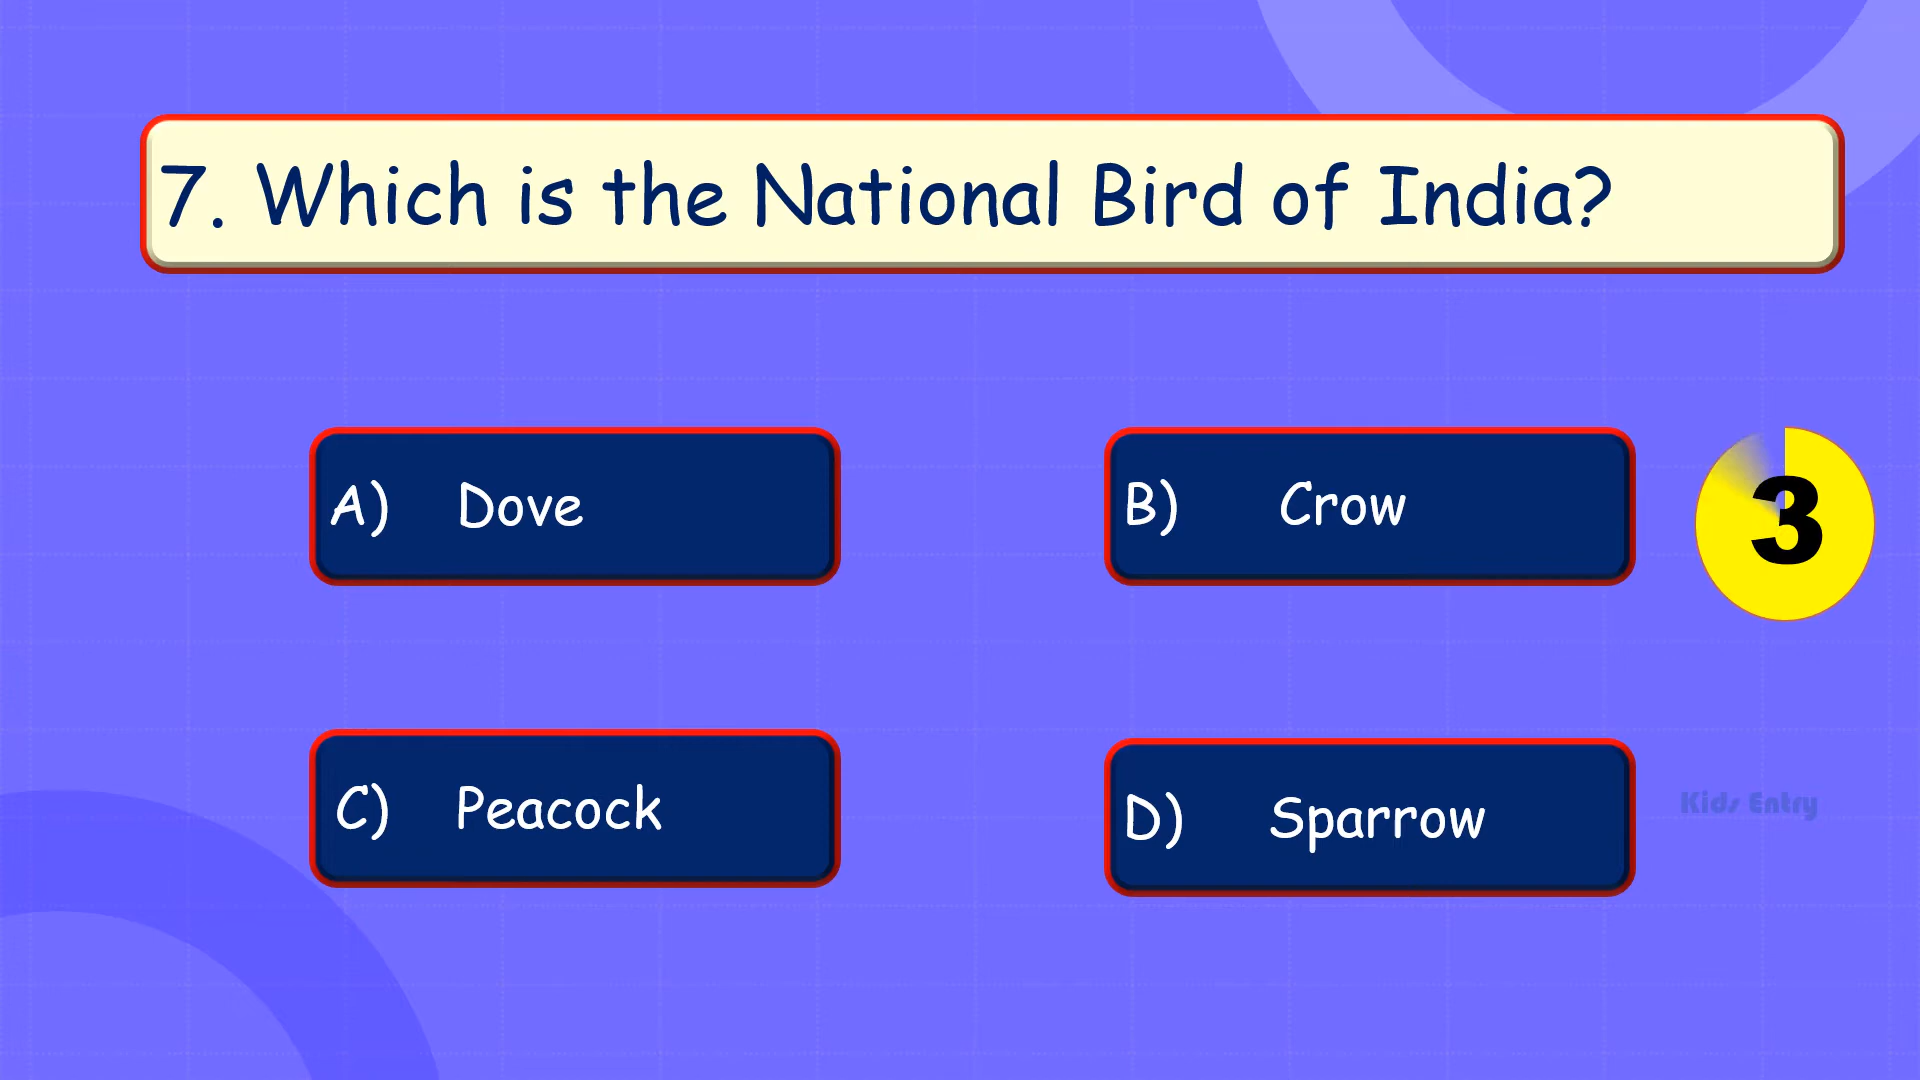 7. Which is the National Bird of India?
A) Dove
B) Crow
3
C) Peacock
D) Sparrow
Kids Entry